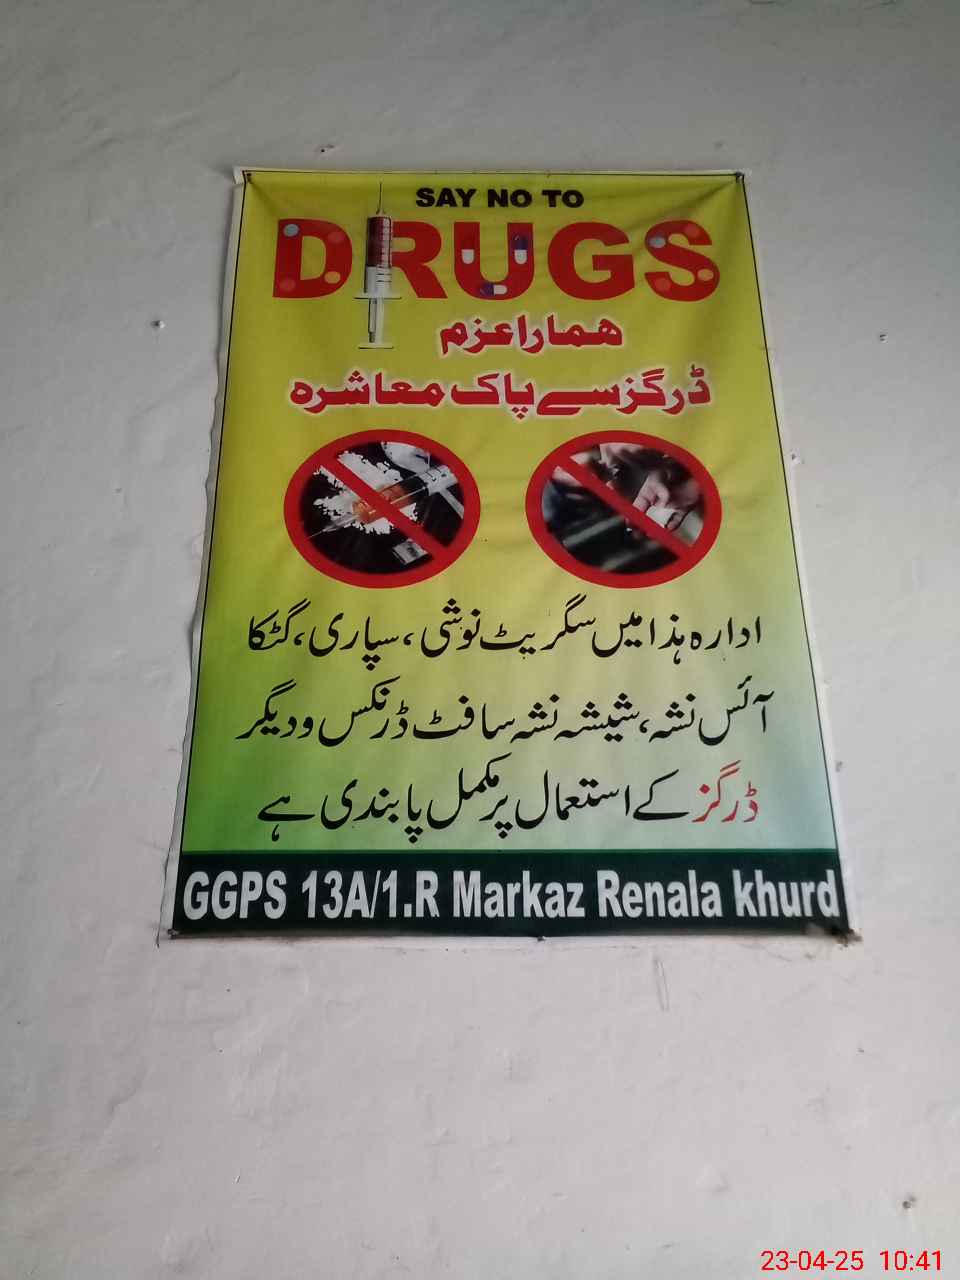 SAY NO TO
DRUGS
ھمارا عزم
ڈرگز سے پاک معاشرہ
ادارہ ہذا میں سگریٹ نوشی، سپاری، گٹکا
آئس نشہ، شیشہ نشہ سافٹ ڈرنکس و دیگر
ڈرگز کے استعمال پر مکمل پابندی ہے
GGPS 13A/1.R Markaz Renala khurd
23-04-25 10:41